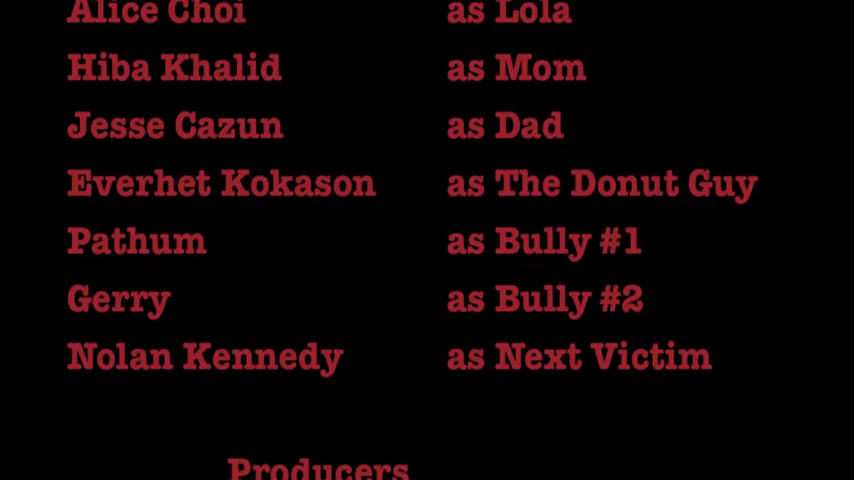 Alice Choi as Lola
Hiba Khalid as Mom
Jesse Cazun as Dad
Everhet Kokason as The Donut Guy
Pathum as Bully #1
Gerry as Bully #2
Nolan Kennedy as Next Victim
Producers